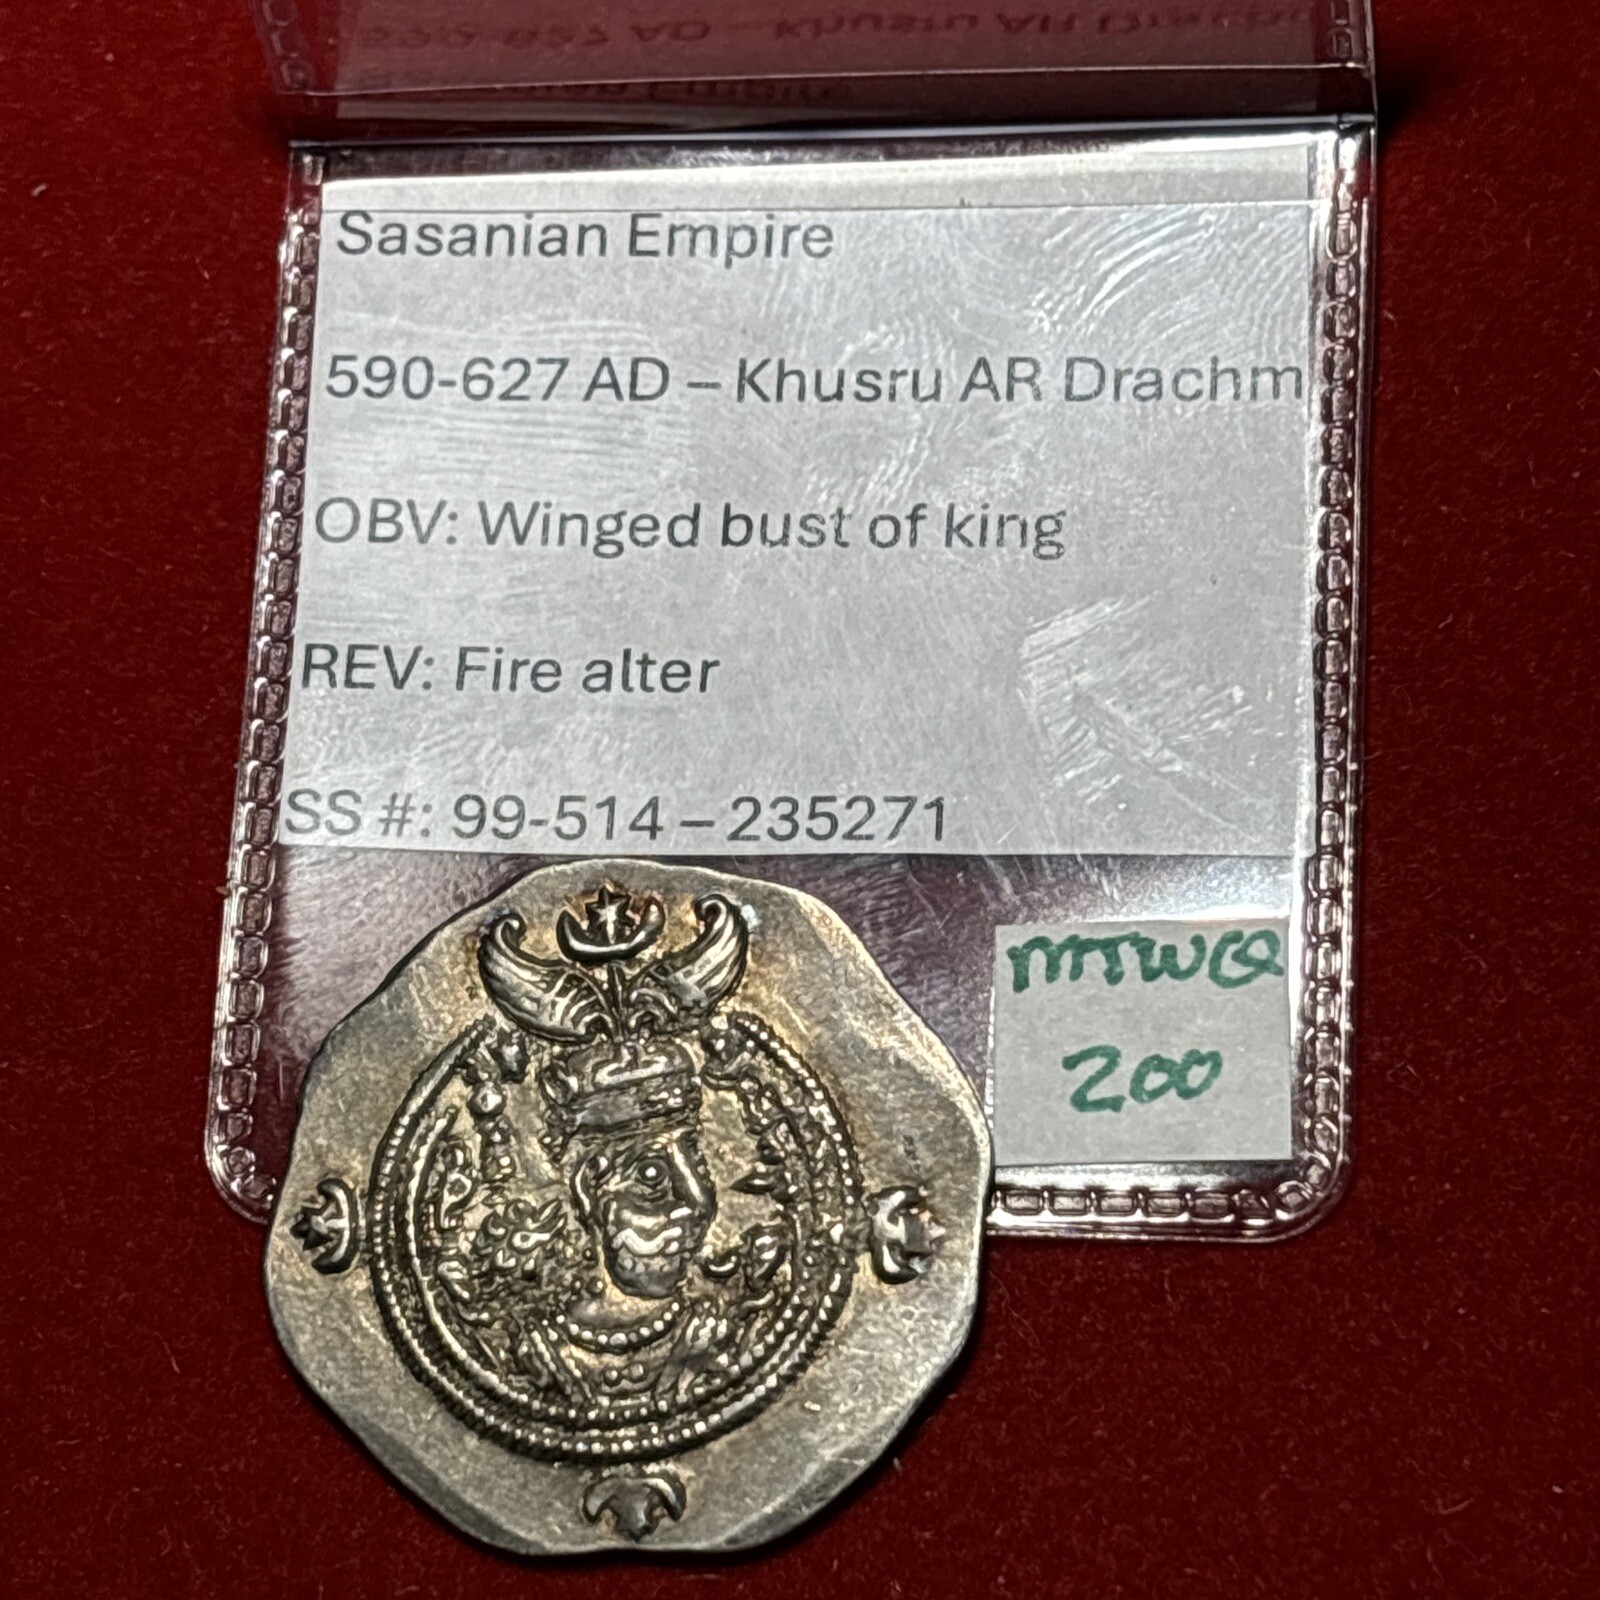 Sasanian Empire
590-627 AD – Khusru AR Drachm
OBV: Winged bust of king
REV: Fire alter
SS #: 99-514 – 235271
200